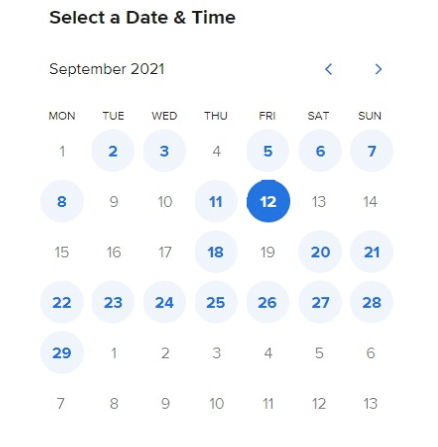 Select a Date & Time
September 2021
MON TUE WED THU FRI SAT SUN
1 2 3 4 5 6 7
8 9 10 11 12 13 14
15 16 17 18 19 20 21
22 23 24 25 26 27 28
29 1 2 3 4 5 6
7 8 9 10 11 12 13